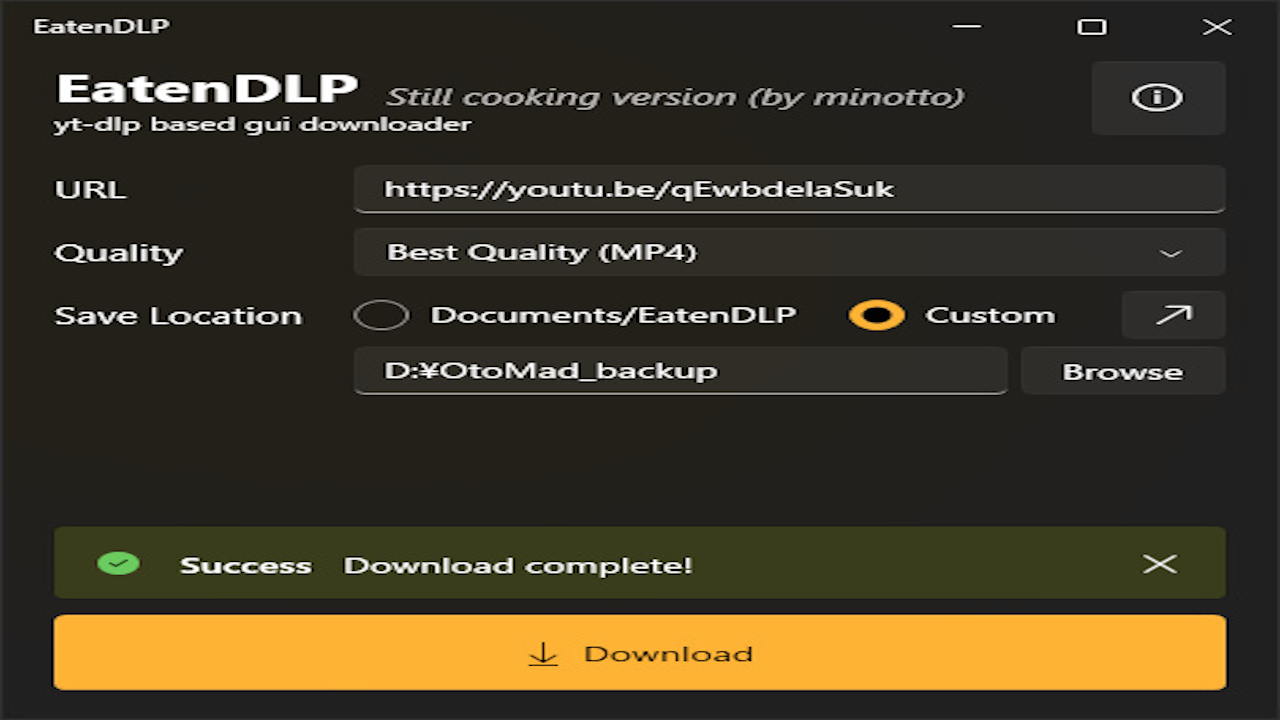 EatenDLP
EatenDLP Still cooking version (by minotto)
yt-dlp based gui downloader
URL https://youtu.be/qEwbdelaSuk
Quality Best Quality (MP4)
Save Location Documents/EatenDLP Custom
D:¥OtoMad_backup Browse
Success Download complete!
Download